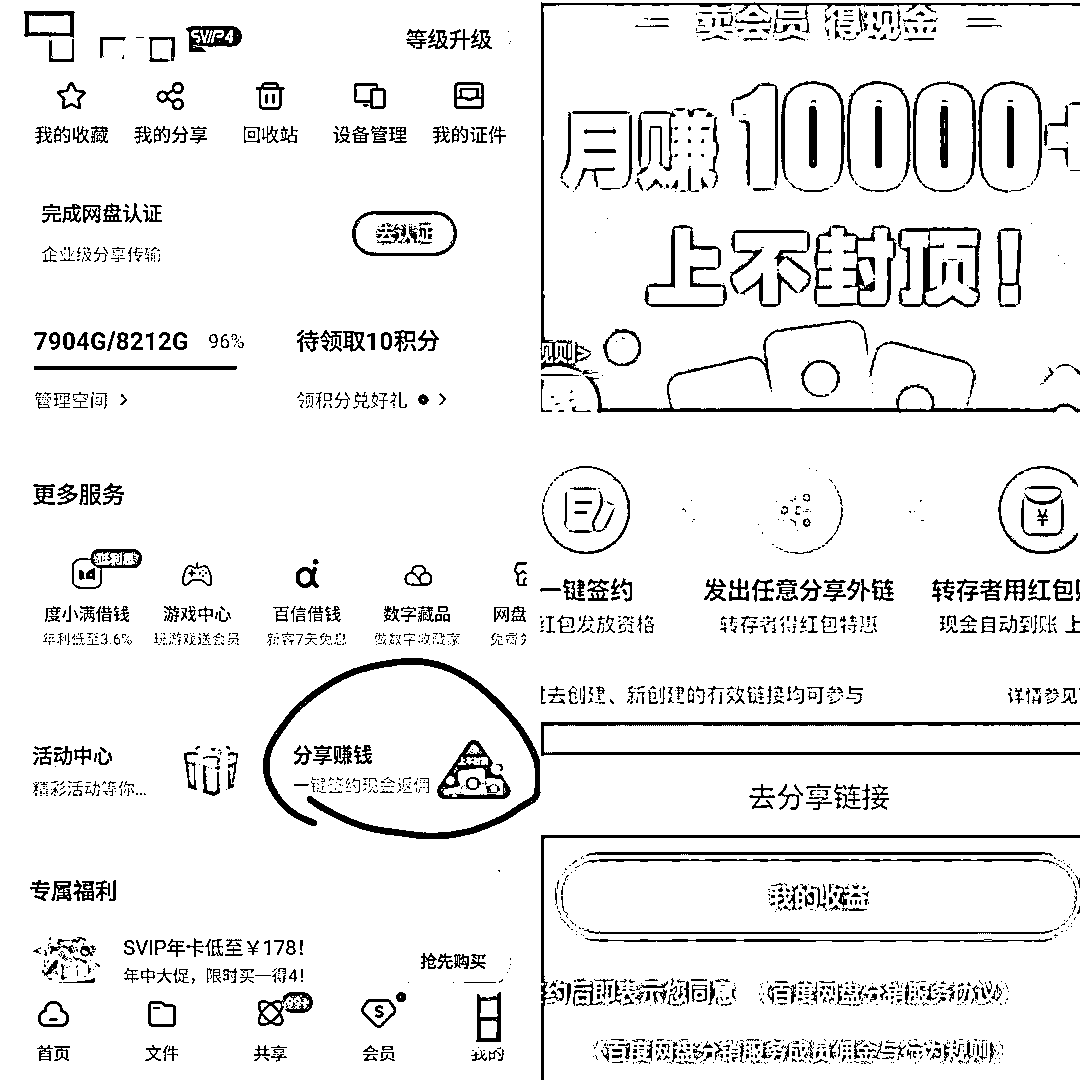 SVIP4
等级升级
我的收藏 我的分享 回收站 设备管理 我的证件
完成网盘认证
去认证
企业级分享传输
7904G/8212G 96%
待领取10积分
管理空间
领积分兑好礼
更多服务
度小满借钱 游戏中心 百信借钱 数字藏品 网盘
年利低至3.6% 玩游戏送会员 新客7天免息 做数字收藏家
活动中心
精彩活动等你...
分享赚钱
一键签约现金返佣
专属福利
SVIP年卡低至￥178!
年中大促，限时买一得4!
抢先购买
首页 文件 共享 会员 我的
卖会员 得现金
月赚10000+
上不封顶!
规则
一键签约 发出任意分享外链 转存者用红包
红包发放资格 转存者得红包特惠 现金自动到账 上
过去创建、新创建的有效链接均可参与
详情参见
去分享链接
我的收益
约后即表示您同意 《百度网盘分销服务协议》
《百度网盘分销服务成员佣金与行为规则》